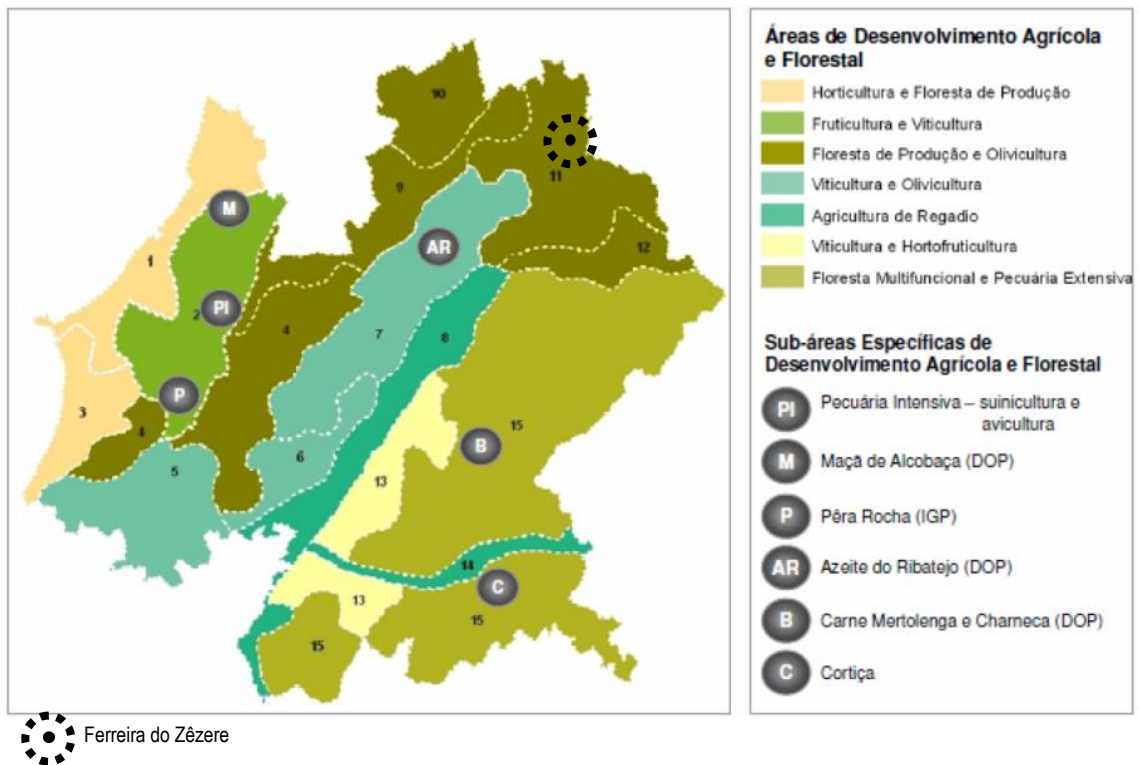 10
11
9
12
M
AR
1
PI
2
4
7
8
P
3
4
15
B
5
6
13
14
C
13
15
15
Ferreira do Zêzere
Áreas de Desenvolvimento Agrícola
e Florestal
Horticultura e Floresta de Produção
Fruticultura e Viticultura
Floresta de Produção e Olivicultura
Viticultura e Olivicultura
Agricultura de Regadio
Viticultura e Hortofruticultura
Floresta Multifuncional e Pecuária Extensiva
Sub-áreas Específicas de
Desenvolvimento Agrícola e Florestal
PI Pecuária Intensiva – suinicultura e
avicultura
M Maçã de Alcobaça (DOP)
P Pêra Rocha (IGP)
AR Azeite do Ribatejo (DOP)
B Carne Mertolenga e Charneca (DOP)
C Cortiça